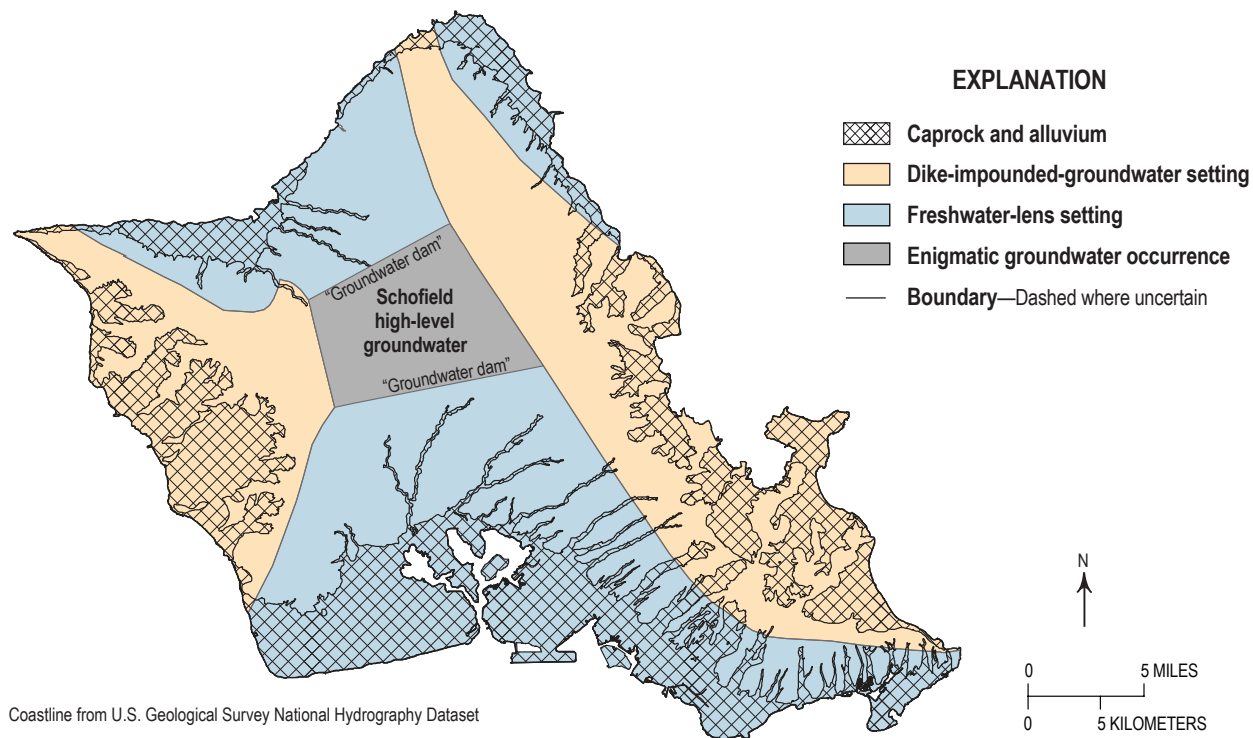 EXPLANATION
Caprock and alluvium
Dike-impounded-groundwater setting
Freshwater-lens setting
Enigmatic groundwater occurrence
Boundary—Dashed where uncertain
“Groundwater dam”
Schofield
high-level
groundwater
“Groundwater dam”
N
0 5 MILES
0 5 KILOMETERS
Coastline from U.S. Geological Survey National Hydrography Dataset